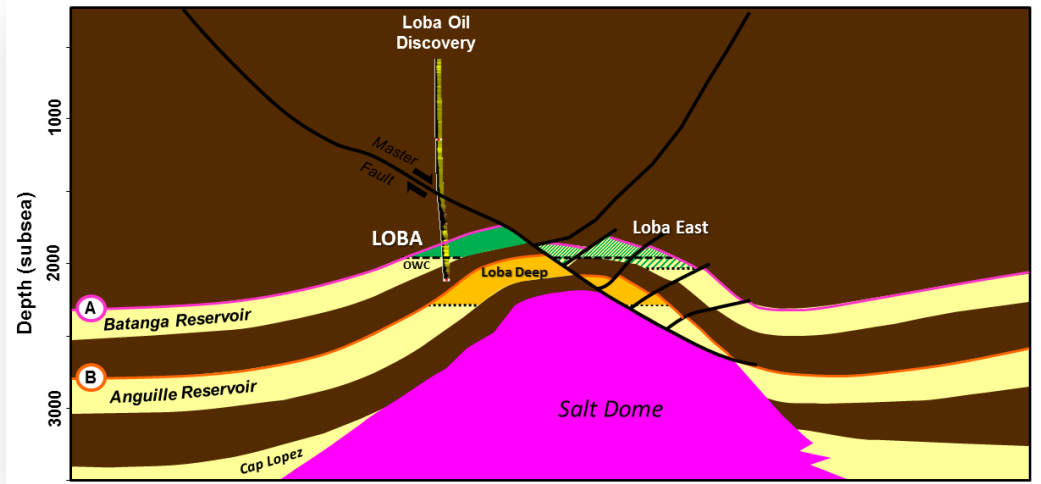 Loba Oil
Discovery
1000
Master
Fault
Depth (subsea)
LOBA
Loba East
2000
OWC
Loba Deep
A
Batanga Reservoir
B
Anguille Reservoir
3000
Salt Dome
Cap Lopez